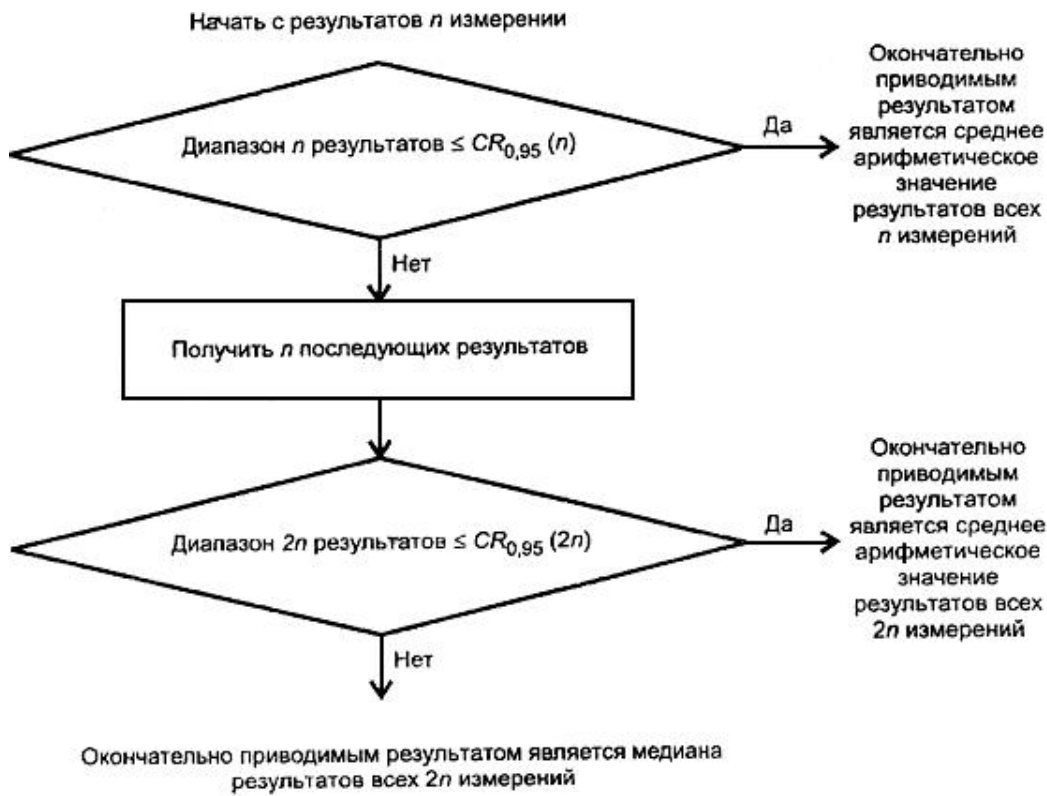 Начать с результатов n измерении
Диапазон n результатов ≤ CR0,95 (n)
Да
Окончательно
приводимым
результатом
является среднее
арифметическое
значение
результатов всех
n измерений
Нет
Получить n последующих результатов
Диапазон 2n результатов ≤ CR0,95 (2n)
Да
Окончательно
приводимым
результатом
является среднее
арифметическое
значение
результатов всех
2n измерений
Нет
Окончательно приводимым результатом является медиана
результатов всех 2n измерений